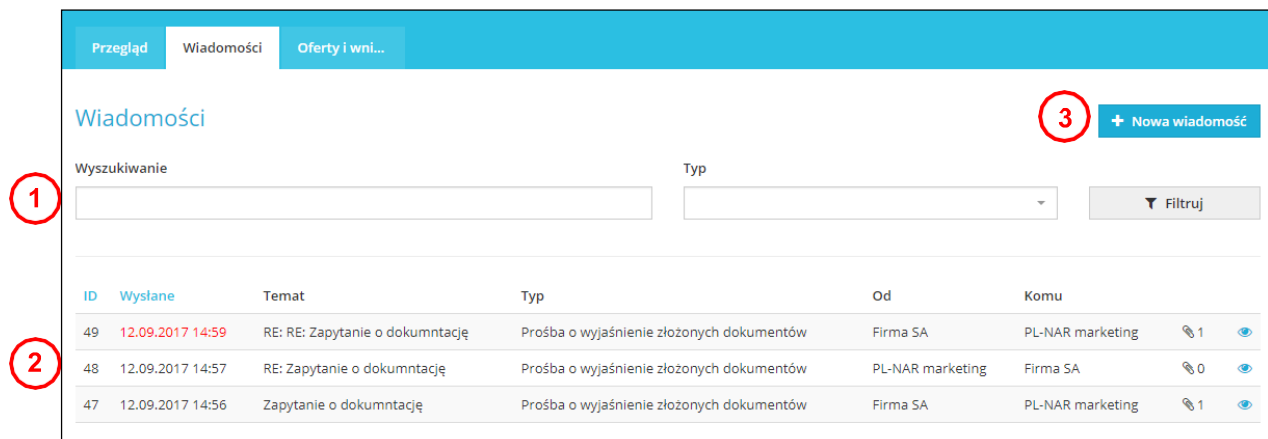 Przegląd Wiadomości Oferty i wni...
Wiadomości
3 + Nowa wiadomość
Wyszukiwanie Typ
1 Filtruj
ID Wysłane Temat Typ Od Komu
49 12.09.2017 14:59 RE: RE: Zapytanie o dokumntację Prośba o wyjaśnienie złożonych dokumentów Firma SA PL-NAR marketing 1
2
48 12.09.2017 14:57 RE: Zapytanie o dokumntację Prośba o wyjaśnienie złożonych dokumentów PL-NAR marketing Firma SA 0
47 12.09.2017 14:56 Zapytanie o dokumntację Prośba o wyjaśnienie złożonych dokumentów Firma SA PL-NAR marketing 1